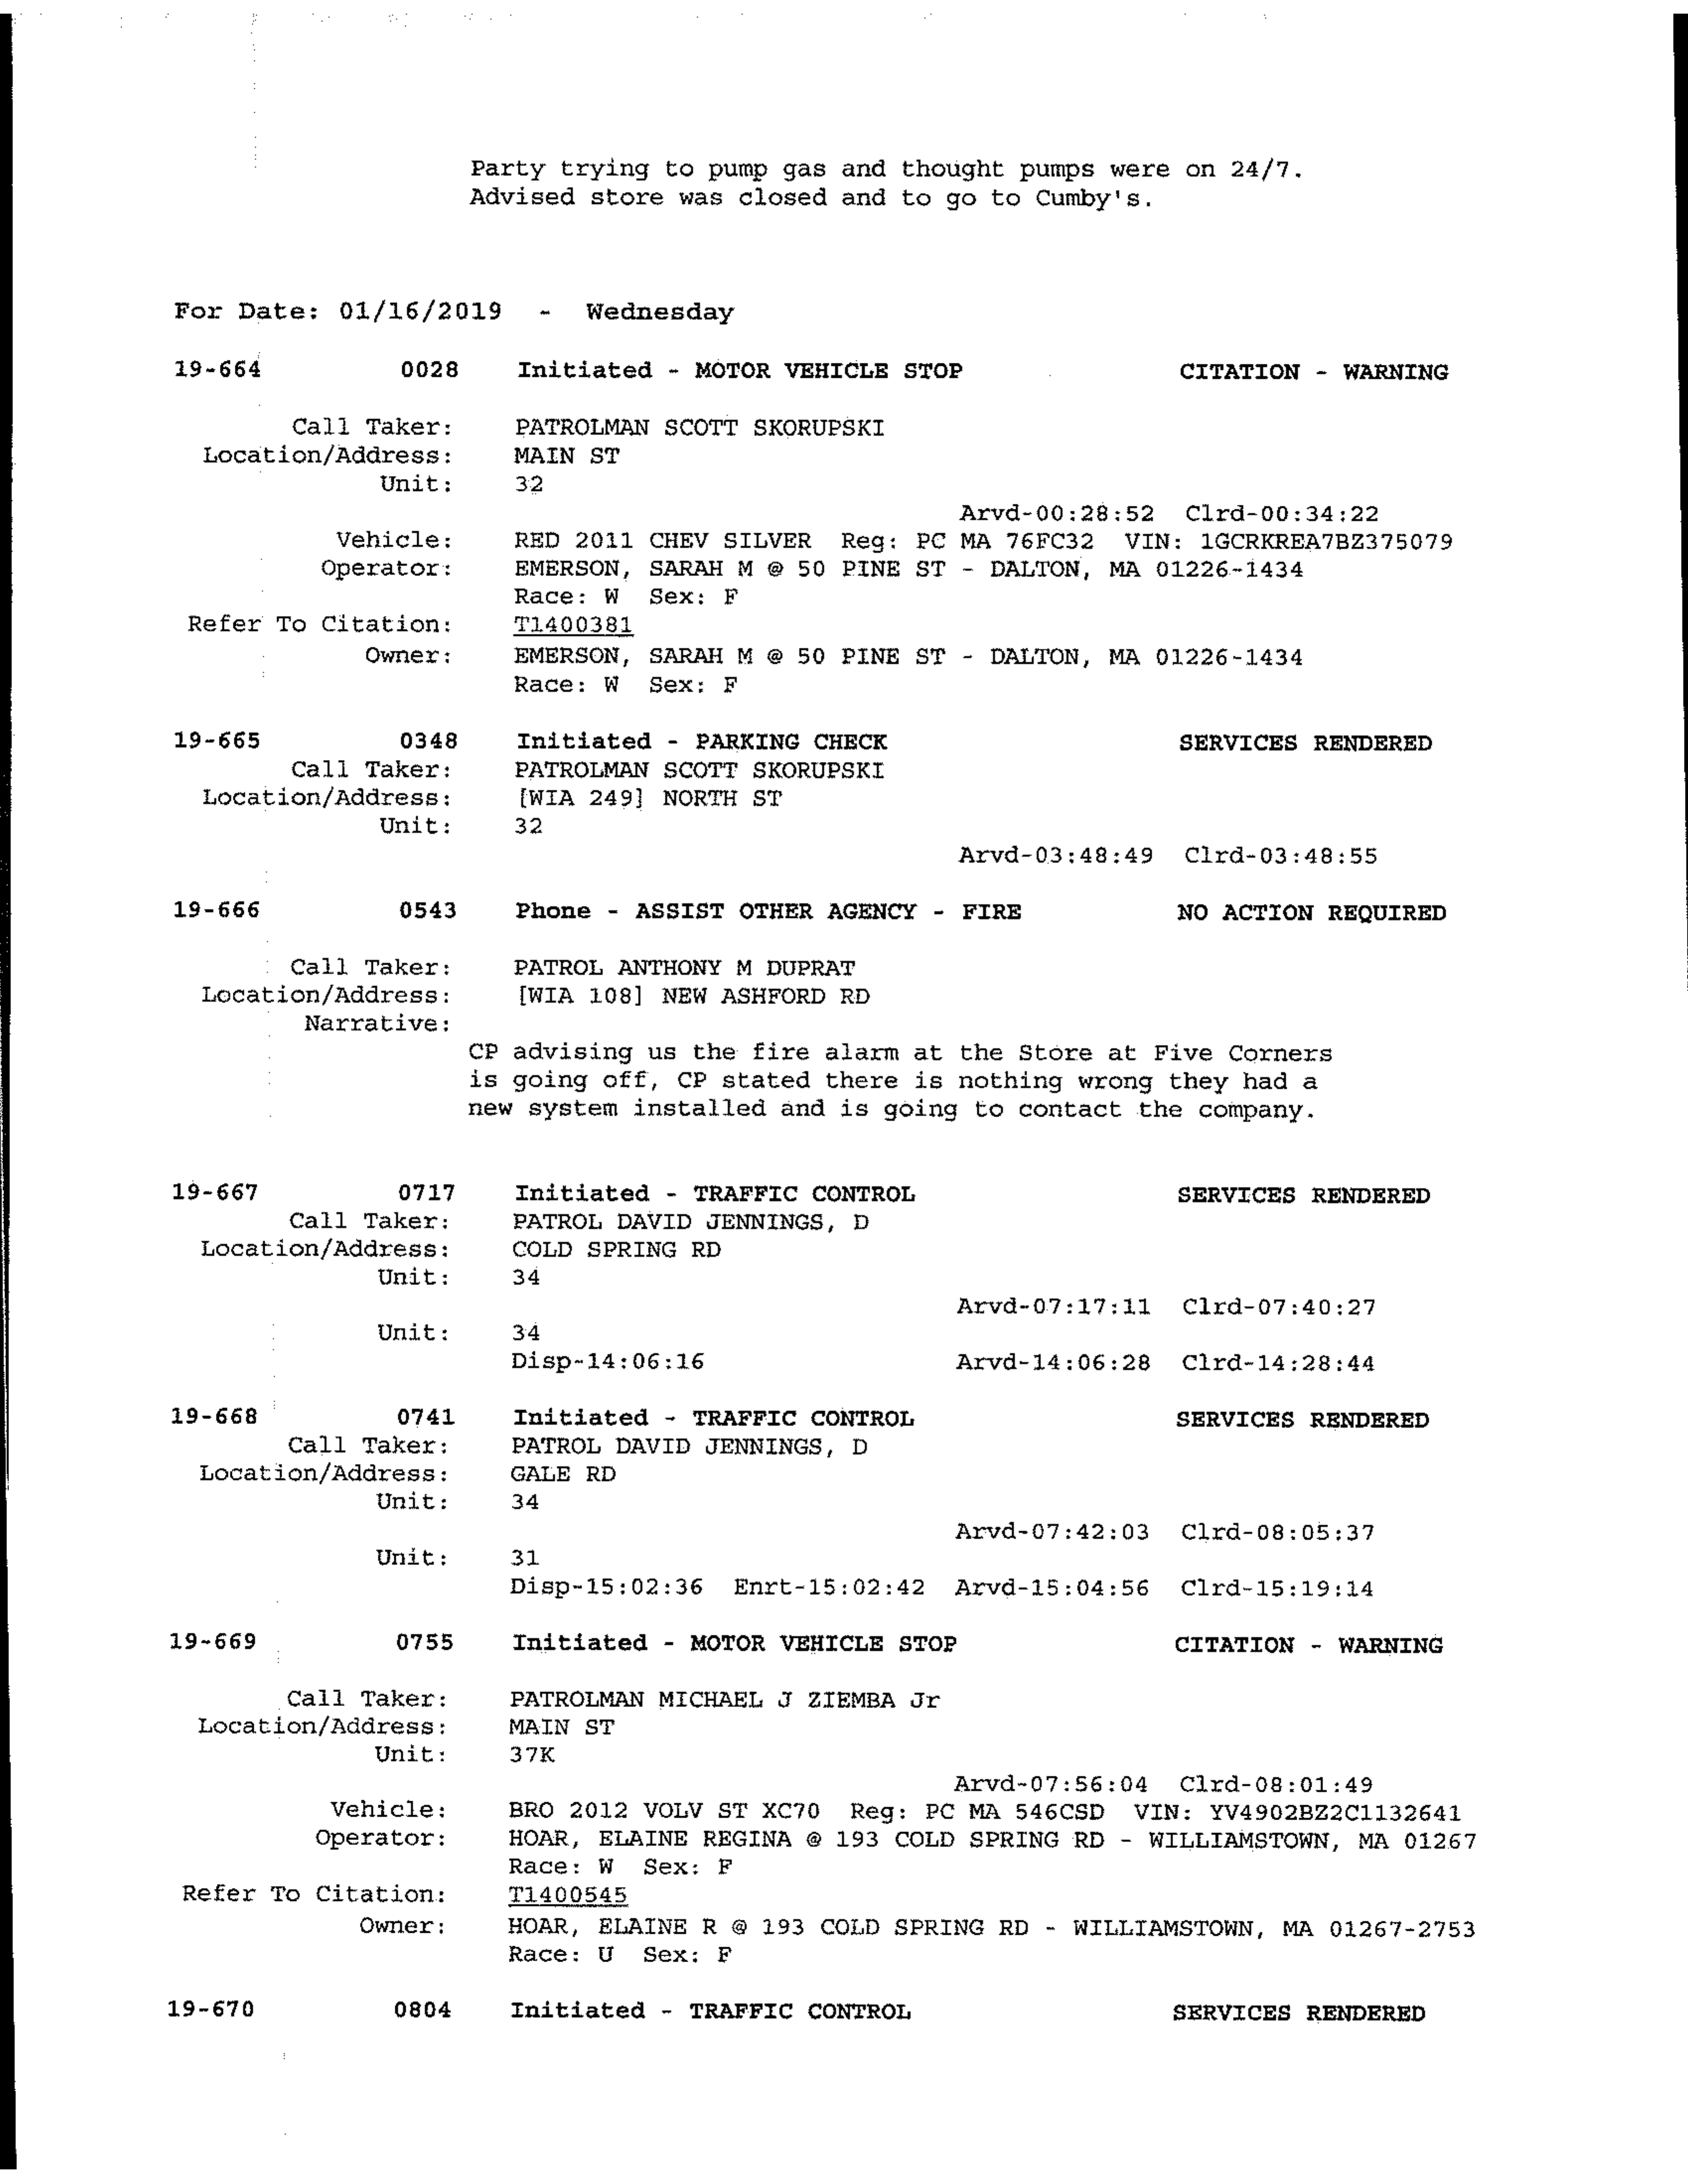 Party trying to pump gas and thought pumps were on 24/7.
Advised store was closed and to go to Cumby's.
For Date: 01/16/2019 - Wednesday
19-664 0028 Initiated - MOTOR VEHICLE STOP CITATION - WARNING
Call Taker: PATROLMAN SCOTT SKORUPSKI
Location/Address: MAIN ST
Unit: 32
Arvd-00:28:52 Clrd-00:34:22
Vehicle: RED 2011 CHEV SILVER Reg: PC MA 76FC32 VIN: 1GCRKREA7BZ375079
Operator: EMERSON, SARAH M @ 50 PINE ST - DALTON, MA 01226-1434
Race: W Sex: F
Refer To Citation: T1400381
Owner: EMERSON, SARAH M @ 50 PINE ST - DALTON, MA 01226-1434
Race: W Sex: F
19-665 0348 Initiated - PARKING CHECK SERVICES RENDERED
Call Taker: PATROLMAN SCOTT SKORUPSKI
Location/Address: [WIA 249] NORTH ST
Unit: 32
Arvd-03:48:49 Clrd-03:48:55
19-666 0543 Phone - ASSIST OTHER AGENCY - FIRE NO ACTION REQUIRED
Call Taker: PATROL ANTHONY M DUPRAT
Location/Address: [WIA 108] NEW ASHFORD RD
Narrative:
CP advising us the fire alarm at the Store at Five Corners
is going off, CP stated there is nothing wrong they had a
new system installed and is going to contact the company.
19-667 0717 Initiated - TRAFFIC CONTROL SERVICES RENDERED
Call Taker: PATROL DAVID JENNINGS, D
Location/Address: COLD SPRING RD
Unit: 34
Arvd-07:17:11 Clrd-07:40:27
Unit: 34
Disp-14:06:16 Arvd-14:06:28 Clrd-14:28:44
19-668 0741 Initiated - TRAFFIC CONTROL SERVICES RENDERED
Call Taker: PATROL DAVID JENNINGS, D
Location/Address: GALE RD
Unit: 34
Arvd-07:42:03 Clrd-08:05:37
Unit: 31
Disp-15:02:36 Enrt-15:02:42 Arvd-15:04:56 Clrd-15:19:14
19-669 0755 Initiated - MOTOR VEHICLE STOP CITATION - WARNING
Call Taker: PATROLMAN MICHAEL J ZIEMBA Jr
Location/Address: MAIN ST
Unit: 37K
Arvd-07:56:04 Clrd-08:01:49
Vehicle: BRO 2012 VOLV ST XC70 Reg: PC MA 546CSD VIN: YV4902BZ2C1132641
Operator: HOAR, ELAINE REGINA @ 193 COLD SPRING RD - WILLIAMSTOWN, MA 01267
Race: W Sex: F
Refer To Citation: T1400545
Owner: HOAR, ELAINE R @ 193 COLD SPRING RD - WILLIAMSTOWN, MA 01267-2753
Race: U Sex: F
19-670 0804 Initiated - TRAFFIC CONTROL SERVICES RENDERED